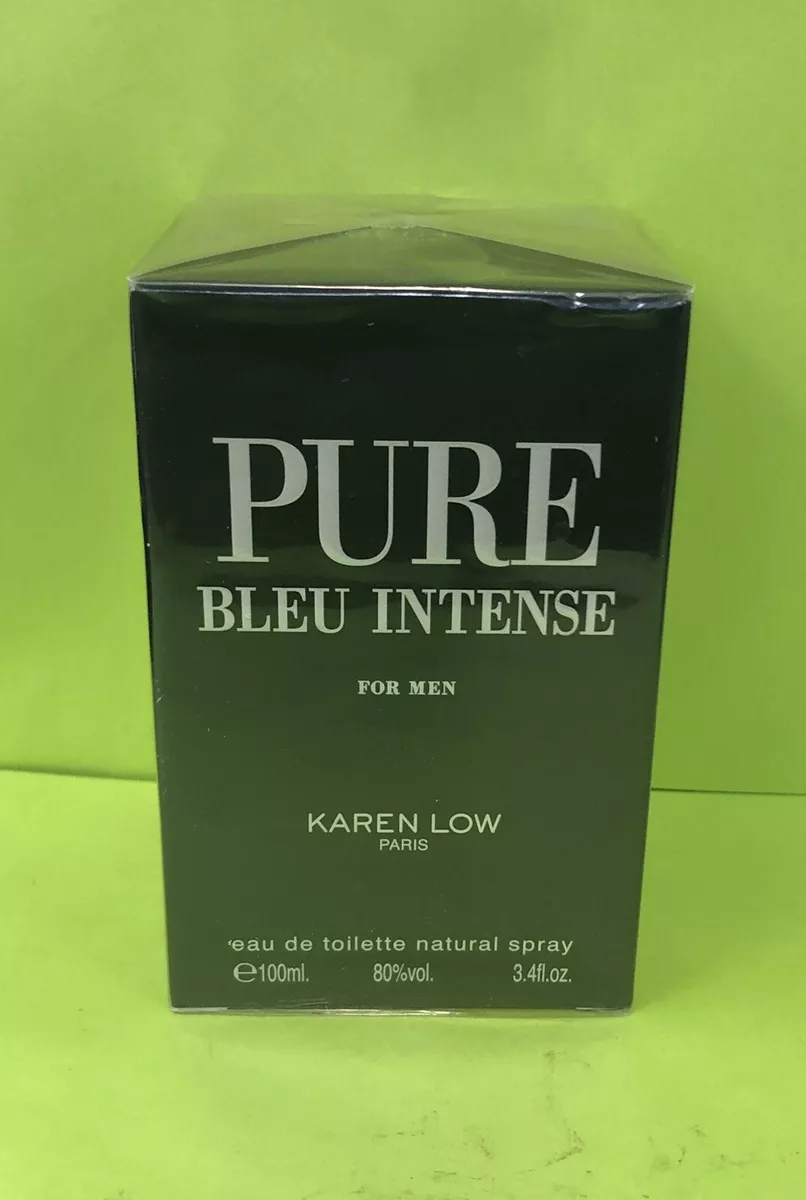 PURE
BLEU INTENSE
FOR MEN
KAREN LOW
PARIS
eau de toilette natural spray
℮100ml. 80%vol. 3.4fl.oz.